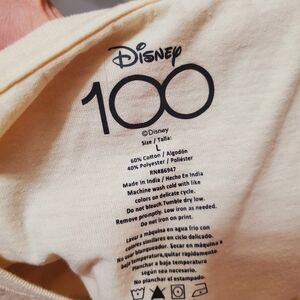 Disney
100
©Disney
Size / Talla:
L
60% Cotton / Algodón
40% Polyester / Poliéster
RN886947
Made In India / Hecho En India
Machine wash cold with like
colors on delicate cycle.
Do not bleach. Tumble dry low.
Remove promptly. Low iron as needed.
Do not iron on print.
Lavar a máquina en agua fría con
colores similares en ciclo delicado.
No use blanqueador. Secar en máquina a
baja temperatura, quitar rapidamente.
Planchar a baja temperatura
según sea necesario.
No planchar el estampado.